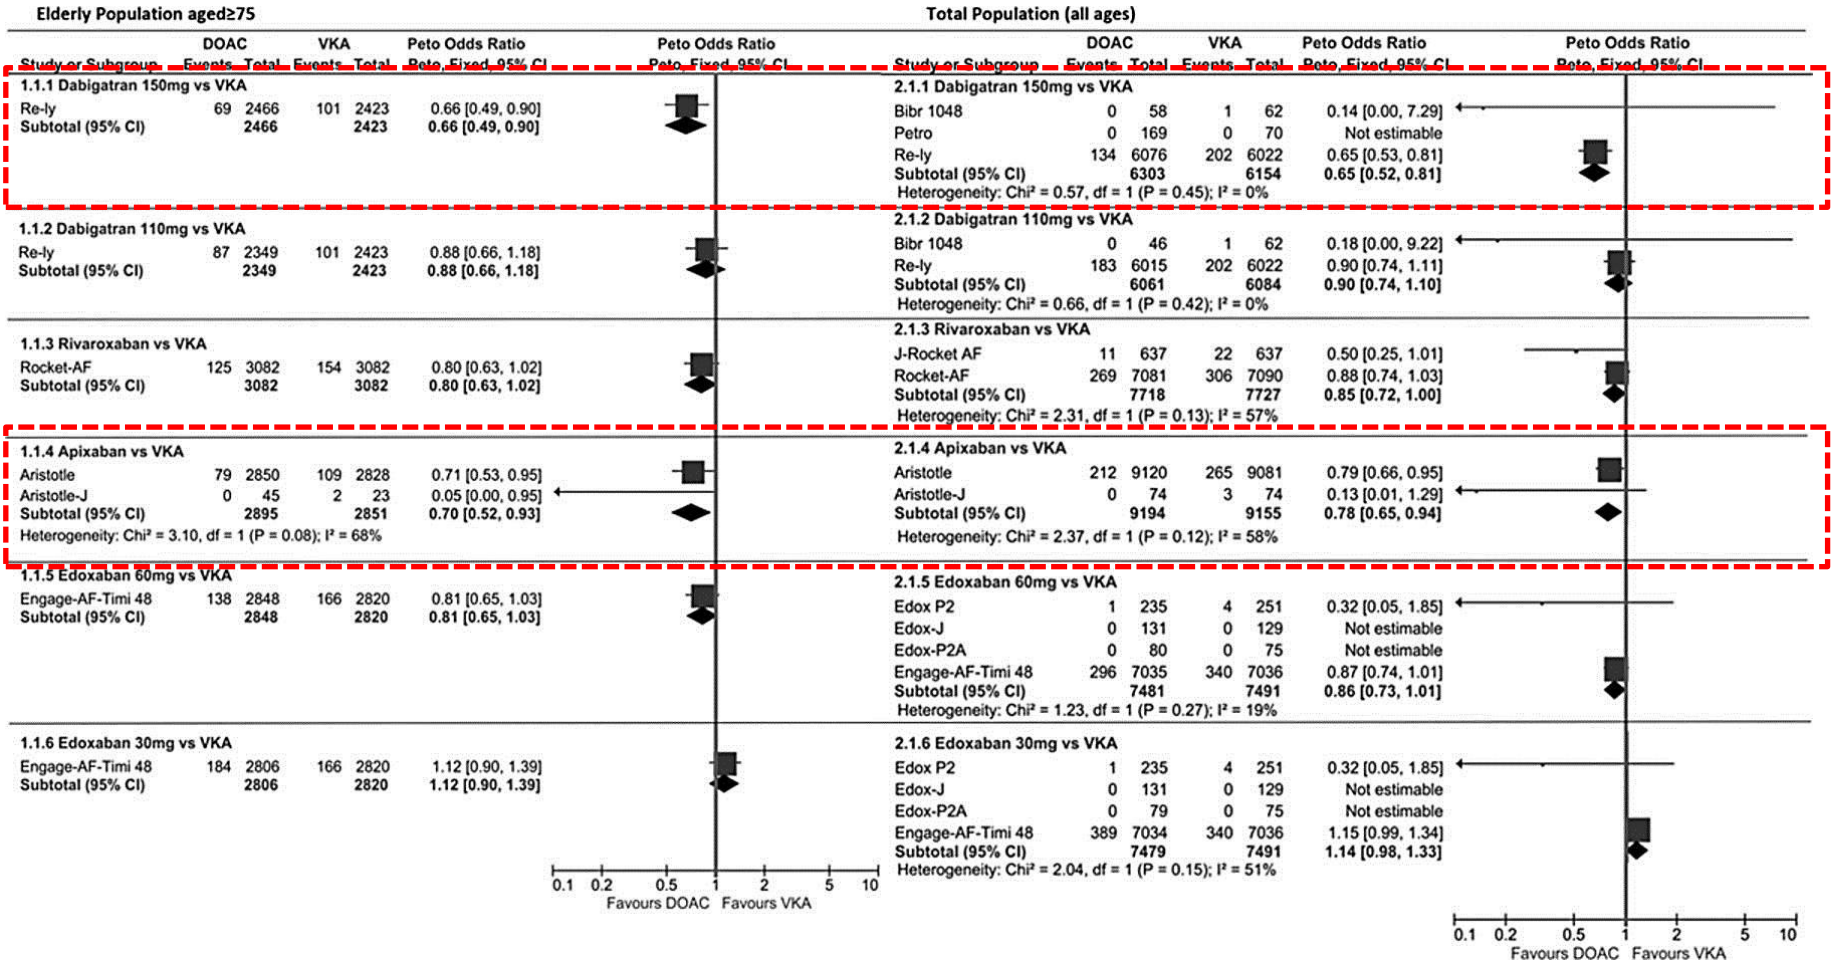 Elderly Population aged≥75
DOAC VKA Peto Odds Ratio Peto Odds Ratio
Study or Subgroup Events Total Events Total Peto, Fixed, 95% CI Peto, Fixed, 95% CI
1.1.1 Dabigatran 150mg vs VKA
Re-ly 69 2466 101 2423 0.66 [0.49, 0.90]
Subtotal (95% CI) 2466 2423 0.66 [0.49, 0.90]
1.1.2 Dabigatran 110mg vs VKA
Re-ly 87 2349 101 2423 0.88 [0.66, 1.18]
Subtotal (95% CI) 2349 2423 0.88 [0.66, 1.18]
1.1.3 Rivaroxaban vs VKA
Rocket-AF 125 3082 154 3082 0.80 [0.63, 1.02]
Subtotal (95% CI) 3082 3082 0.80 [0.63, 1.02]
1.1.4 Apixaban vs VKA
Aristotle 79 2850 109 2828 0.71 [0.53, 0.95]
Aristotle-J 0 45 2 23 0.05 [0.00, 0.95]
Subtotal (95% CI) 2895 2851 0.70 [0.52, 0.93]
Heterogeneity: Chi² = 3.10, df = 1 (P = 0.08); I² = 68%
1.1.5 Edoxaban 60mg vs VKA
Engage-AF-Timi 48 138 2848 166 2820 0.81 [0.65, 1.03]
Subtotal (95% CI) 2848 2820 0.81 [0.65, 1.03]
1.1.6 Edoxaban 30mg vs VKA
Engage-AF-Timi 48 184 2806 166 2820 1.12 [0.90, 1.39]
Subtotal (95% CI) 2806 2820 1.12 [0.90, 1.39]
0.1 0.2 0.5 1 2 5 10
Favours DOAC Favours VKA
Total Population (all ages)
DOAC VKA Peto Odds Ratio Peto Odds Ratio
Study or Subgroup Events Total Events Total Peto, Fixed, 95% CI Peto, Fixed, 95% CI
2.1.1 Dabigatran 150mg vs VKA
Bibr 1048 0 58 1 62 0.14 [0.00, 7.29]
Petro 0 169 0 70 Not estimable
Re-ly 134 6076 202 6022 0.65 [0.53, 0.81]
Subtotal (95% CI) 6303 6154 0.65 [0.52, 0.81]
Heterogeneity: Chi² = 0.57, df = 1 (P = 0.45); I² = 0%
2.1.2 Dabigatran 110mg vs VKA
Bibr 1048 0 46 1 62 0.18 [0.00, 9.22]
Re-ly 183 6015 202 6022 0.90 [0.74, 1.11]
Subtotal (95% CI) 6061 6084 0.90 [0.74, 1.10]
Heterogeneity: Chi² = 0.66, df = 1 (P = 0.42); I² = 0%
2.1.3 Rivaroxaban vs VKA
J-Rocket AF 11 637 22 637 0.50 [0.25, 1.01]
Rocket-AF 269 7081 306 7090 0.88 [0.74, 1.03]
Subtotal (95% CI) 7718 7727 0.85 [0.72, 1.00]
Heterogeneity: Chi² = 2.31, df = 1 (P = 0.13); I² = 57%
2.1.4 Apixaban vs VKA
Aristotle 212 9120 265 9081 0.79 [0.66, 0.95]
Aristotle-J 0 74 3 74 0.13 [0.01, 1.29]
Subtotal (95% CI) 9194 9155 0.78 [0.65, 0.94]
Heterogeneity: Chi² = 2.37, df = 1 (P = 0.12); I² = 58%
2.1.5 Edoxaban 60mg vs VKA
Edox P2 1 235 4 251 0.32 [0.05, 1.85]
Edox-J 0 131 0 129 Not estimable
Edox-P2A 0 80 0 75 Not estimable
Engage-AF-Timi 48 296 7035 340 7036 0.87 [0.74, 1.01]
Subtotal (95% CI) 7481 7491 0.86 [0.73, 1.01]
Heterogeneity: Chi² = 1.23, df = 1 (P = 0.27); I² = 19%
2.1.6 Edoxaban 30mg vs VKA
Edox P2 1 235 4 251 0.32 [0.05, 1.85]
Edox-J 0 131 0 129 Not estimable
Edox-P2A 0 79 0 75 Not estimable
Engage-AF-Timi 48 389 7034 340 7036 1.15 [0.99, 1.34]
Subtotal (95% CI) 7479 7491 1.14 [0.98, 1.33]
Heterogeneity: Chi² = 2.04, df = 1 (P = 0.15); I² = 51%
0.1 0.2 0.5 1 2 5 10
Favours DOAC Favours VKA